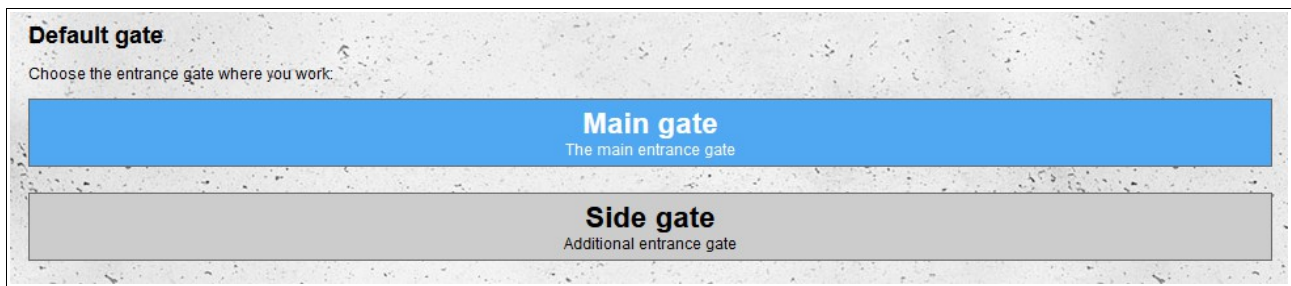 Default gate
Choose the entrance gate where you work:
Main gate
The main entrance gate
Side gate
Additional entrance gate